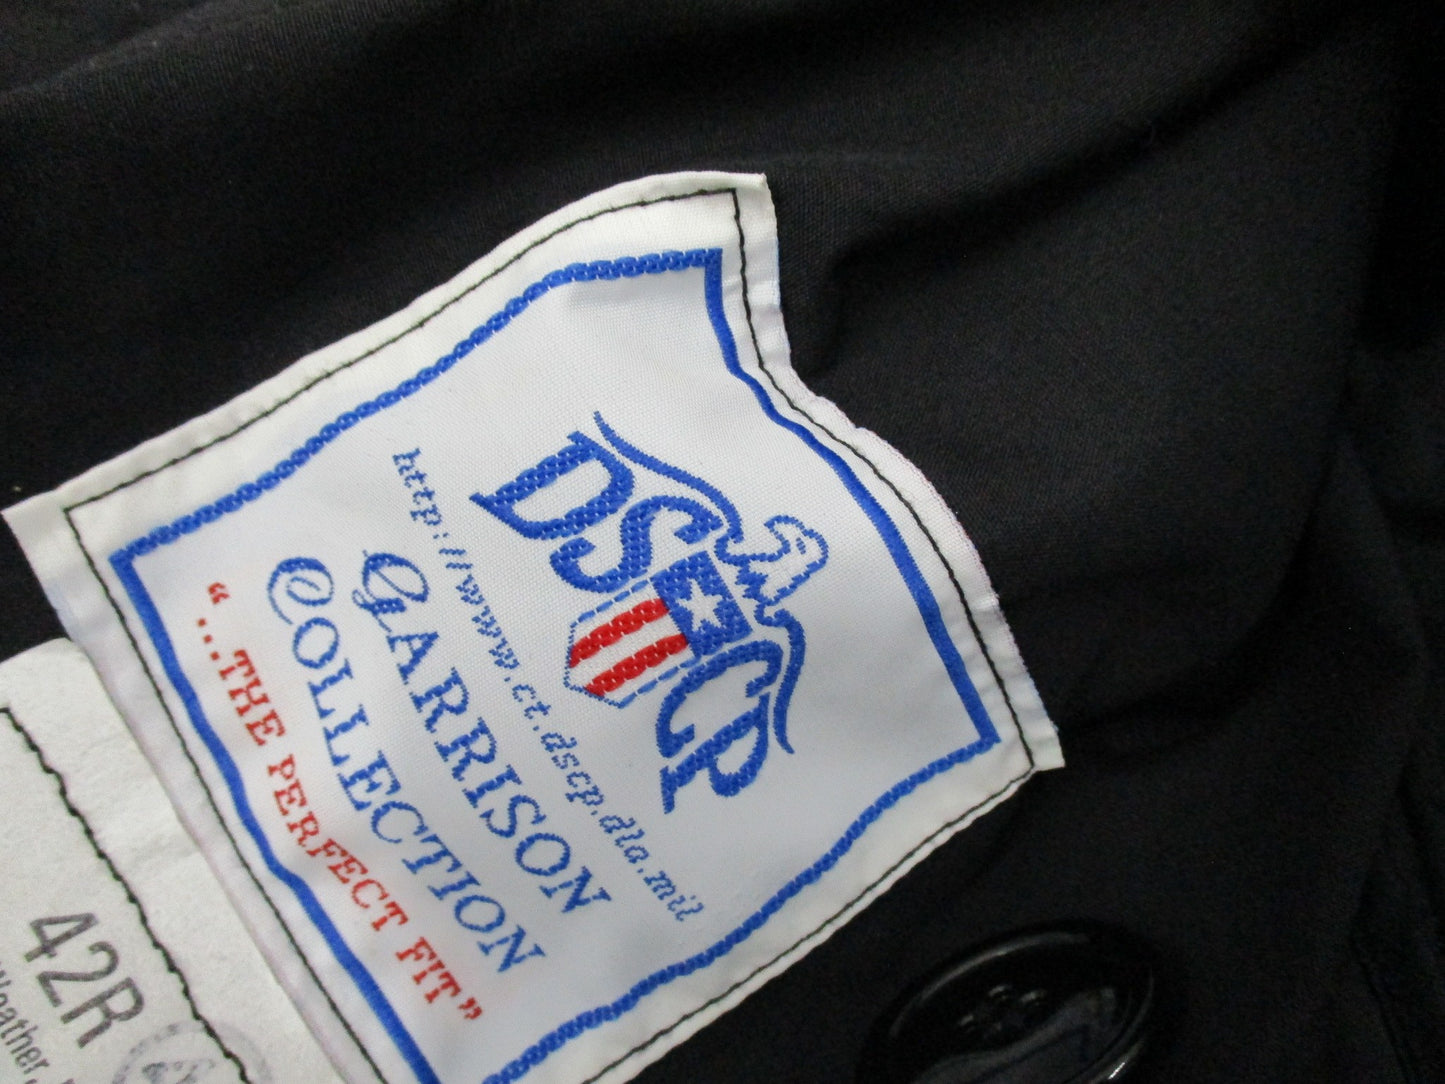 DSCP
http://www.ct.dscp.dla.mil
GARRISON
COLLECTION
“...THE PERFECT FIT”
42R